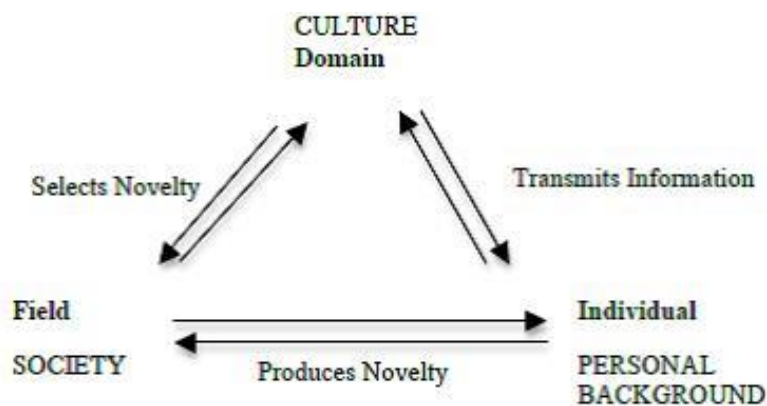 CULTURE
Domain
Selects Novelty
Transmits Information
Field
Individual
SOCIETY
Produces Novelty
PERSONAL
BACKGROUND